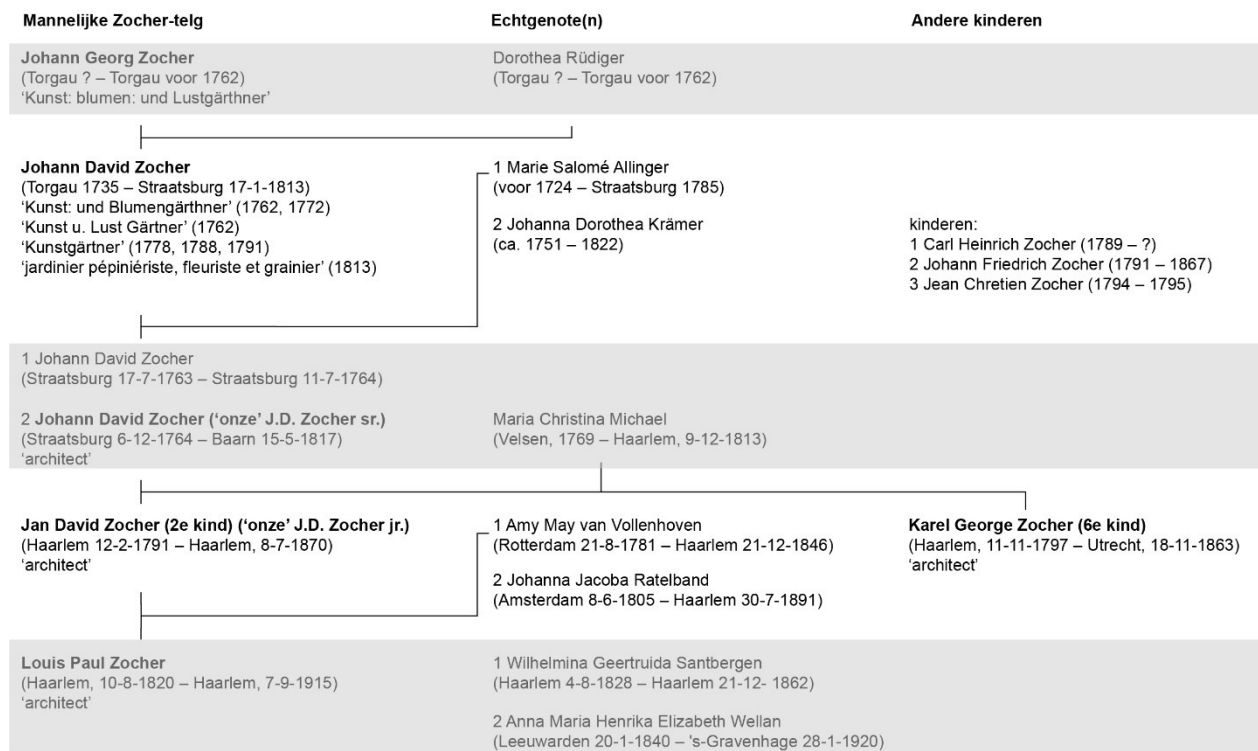 Mannelijke Zocher-telg
Echtgenote(n)
Andere kinderen
Johann Georg Zocher
(Torgau ? – Torgau voor 1762)
‘Kunst: blumen: und Lustgärthner’
Dorothea Rüdiger
(Torgau ? – Torgau voor 1762)
Johann David Zocher
(Torgau 1735 – Straatsburg 17-1-1813)
‘Kunst: und Blumengärthner’ (1762, 1772)
‘Kunst u. Lust Gärtner’ (1762)
‘Kunstgärtner’ (1778, 1788, 1791)
‘jardinier pépiniériste, fleuriste et grainier’ (1813)
1 Marie Salomé Allinger
(voor 1724 – Straatsburg 1785)
2 Johanna Dorothea Krämer
(ca. 1751 – 1822)
kinderen:
1 Carl Heinrich Zocher (1789 – ?)
2 Johann Friedrich Zocher (1791 – 1867)
3 Jean Chretien Zocher (1794 – 1795)
1 Johann David Zocher
(Straatsburg 17-7-1763 – Straatsburg 11-7-1764)
2 Johann David Zocher (‘onze’ J.D. Zocher sr.)
(Straatsburg 6-12-1764 – Baarn 15-5-1817)
‘architect’
Maria Christina Michael
(Velsen, 1769 – Haarlem, 9-12-1813)
Jan David Zocher (2e kind) (‘onze’ J.D. Zocher jr.)
(Haarlem 12-2-1791 – Haarlem, 8-7-1870)
‘architect’
1 Amy May van Vollenhoven
(Rotterdam 21-8-1781 – Haarlem 21-12-1846)
2 Johanna Jacoba Ratelband
(Amsterdam 8-6-1805 – Haarlem 30-7-1891)
Karel George Zocher (6e kind)
(Haarlem, 11-11-1797 – Utrecht, 18-11-1863)
‘architect’
Louis Paul Zocher
(Haarlem, 10-8-1820 – Haarlem, 7-9-1915)
‘architect’
1 Wilhelmina Geertruida Santbergen
(Haarlem 4-8-1828 – Haarlem 21-12- 1862)
2 Anna Maria Henrika Elizabeth Wellan
(Leeuwarden 20-1-1840 – 's-Gravenhage 28-1-1920)